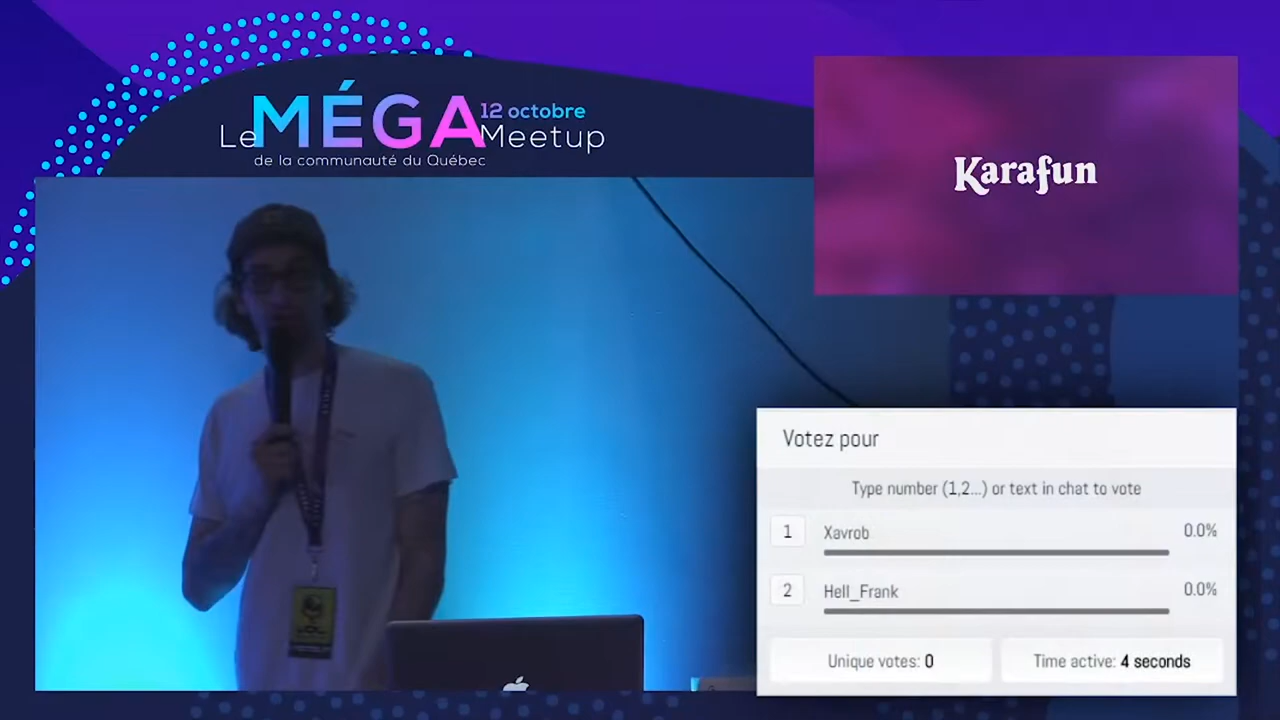 Le MÉGA Meetup
12 octobre
de la communauté du Québec
Karafun
Votez pour
Type number (1,2...) or text in chat to vote
1 Xavrob 0.0%
2 Hell_Frank 0.0%
Unique votes: 0 Time active: 4 seconds